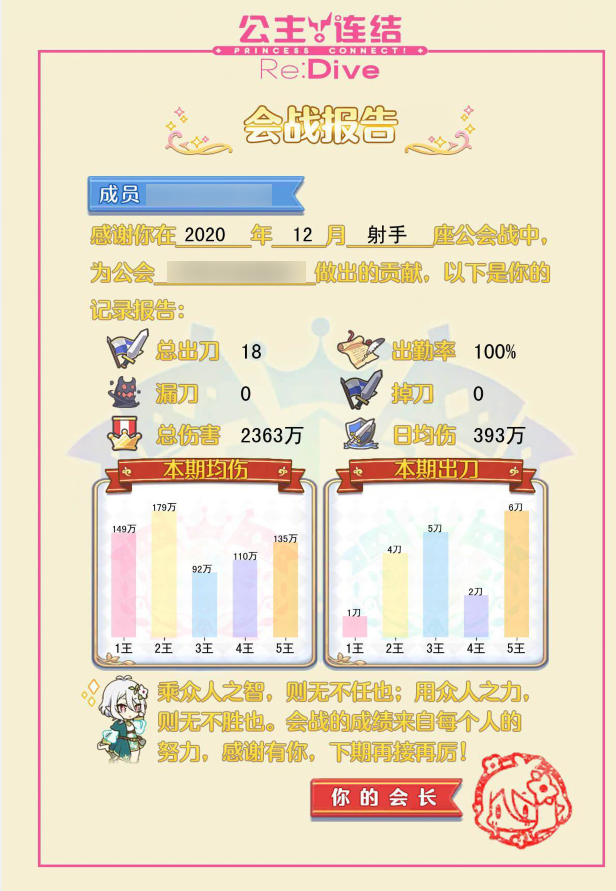 公主连结
PRINCESS CONNECT!
Re:Dive
会战报告
成员
感谢你在 2020 年 12 月 射手 座公会战中，
为公会 做出的贡献，以下是你的
记录报告：
总出刀 18 出勤率 100%
漏刀 0 掉刀 0
总伤害 2363万 日均伤 393万
本期均伤
149万 179万 92万 110万 135万
1王 2王 3王 4王 5王
本期出刀
1刀 4刀 5刀 2刀 6刀
1王 2王 3王 4王 5王
乘众人之智，则无不任也；用众人之力，
则无不胜也。会战的成绩来自每个人的
努力，感谢有你，下期再接再厉！
你的会长